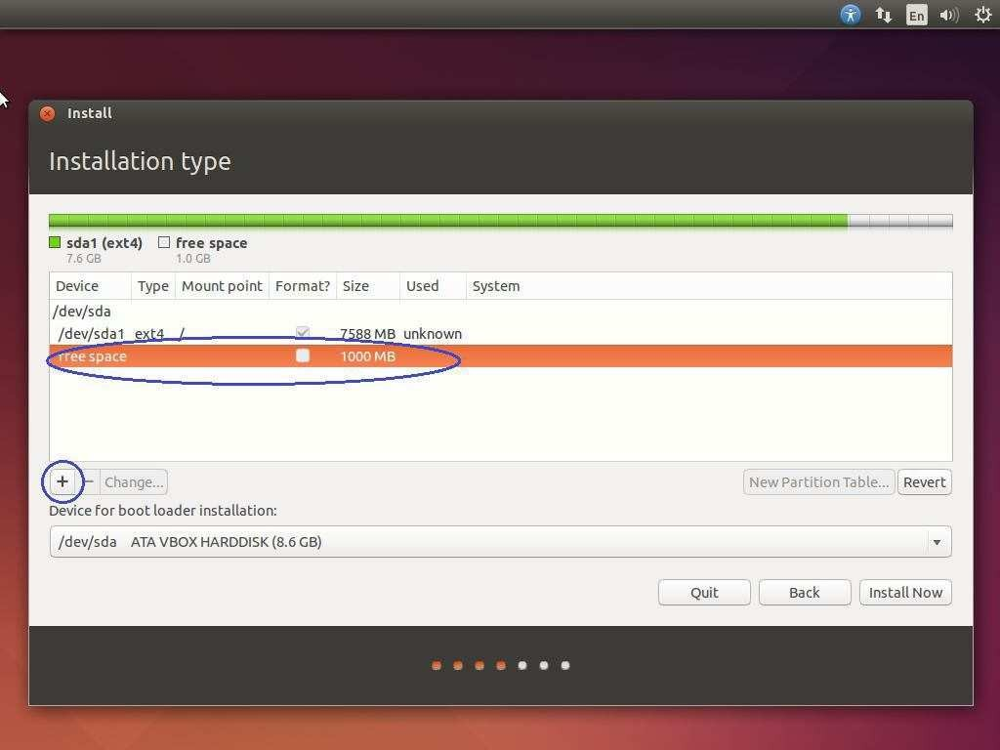 En
Install
Installation type
sda1 (ext4) free space
7.6 GB 1.0 GB
Device Type Mount point Format? Size Used System
/dev/sda
/dev/sda1 ext4 / 7588 MB unknown
free space 1000 MB
+ − Change... New Partition Table... Revert
Device for boot loader installation:
/dev/sda ATA VBOX HARDDISK (8.6 GB)
Quit Back Install Now